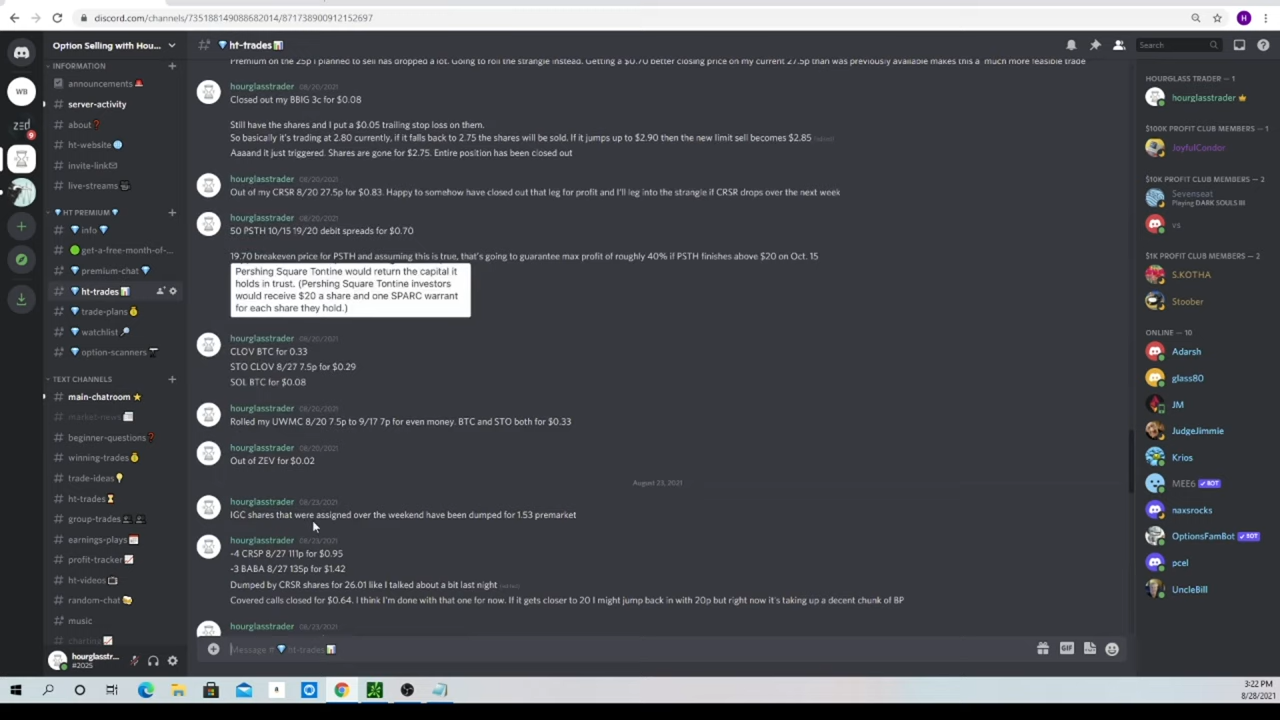 discord.com/channels/735188149088682014/871738900912152697
H
Option Selling with Hou...
ht-trades
Search
INFORMATION
announcements
server-activity
about
ht-website
invite-link
live-streams
HT PREMIUM
info
get-a-free-month-of-...
premium-chat
ht-trades
trade-plans
watchlist
option-scanners
TEXT CHANNELS
main-chatroom
market-news
beginner-questions
winning-trades
trade-ideas
ht-trades
group-trades
earnings-plays
profit-tracker
ht-videos
random-chat
music
charting
hourglasstr...
#2025
WB
zed
9
Premium on the 25p I planned to sell has dropped a lot. Going to roll the strangle instead. Getting a $0.70 better closing price on my current 27.5p than was previously available makes this a much more feasible trade
hourglasstrader 08/20/2021
Closed out my BBIG 3c for $0.08
Still have the shares and I put a $0.05 trailing stop loss on them.
So basically it's trading at 2.80 currently, if it falls back to 2.75 the shares will be sold. If it jumps up to $2.90 then the new limit sell becomes $2.85 (edited)
Aaaand it just triggered. Shares are gone for $2.75. Entire position has been closed out
hourglasstrader 08/20/2021
Out of my CRSR 8/20 27.5p for $0.83. Happy to somehow have closed out that leg for profit and I'll leg into the strangle if CRSR drops over the next week
hourglasstrader 08/20/2021
50 PSTH 10/15 19/20 debit spreads for $0.70
19.70 breakeven price for PSTH and assuming this is true, that's going to guarantee max profit of roughly 40% if PSTH finishes above $20 on Oct. 15
Pershing Square Tontine would return the capital it
holds in trust. (Pershing Square Tontine investors
would receive $20 a share and one SPARC warrant
for each share they hold.)
hourglasstrader 08/20/2021
CLOV BTC for 0.33
STO CLOV 8/27 7.5p for $0.29
SOL BTC for $0.08
hourglasstrader 08/20/2021
Rolled my UWMC 8/20 7.5p to 9/17 7p for even money. BTC and STO both for $0.33
hourglasstrader 08/20/2021
Out of ZEV for $0.02
August 23, 2021
hourglasstrader 08/23/2021
IGC shares that were assigned over the weekend have been dumped for 1.53 premarket
hourglasstrader 08/23/2021
-4 CRSP 8/27 111p for $0.95
-3 BABA 8/27 135p for $1.42
Dumped by CRSR shares for 26.01 like I talked about a bit last night (edited)
Covered calls closed for $0.64. I think I'm done with that one for now. If it gets closer to 20 I might jump back in with 20p but right now it's taking up a decent chunk of BP
hourglasstrader 08/23/2021
Message # ht-trades
GIF
HOURGLASS TRADER — 1
hourglasstrader
$100K PROFIT CLUB MEMBERS — 1
JoyfulCondor
$10K PROFIT CLUB MEMBERS — 2
Sevenseat
Playing DARK SOULS III
vs
$1K PROFIT CLUB MEMBERS — 2
S.KOTHA
Stoober
ONLINE — 10
Adarsh
glass80
JM
JudgeJimmie
Krios
MEE6 BOT
naxsrocks
OptionsFamBot BOT
pcel
UncleBill
3:22 PM
8/28/2021